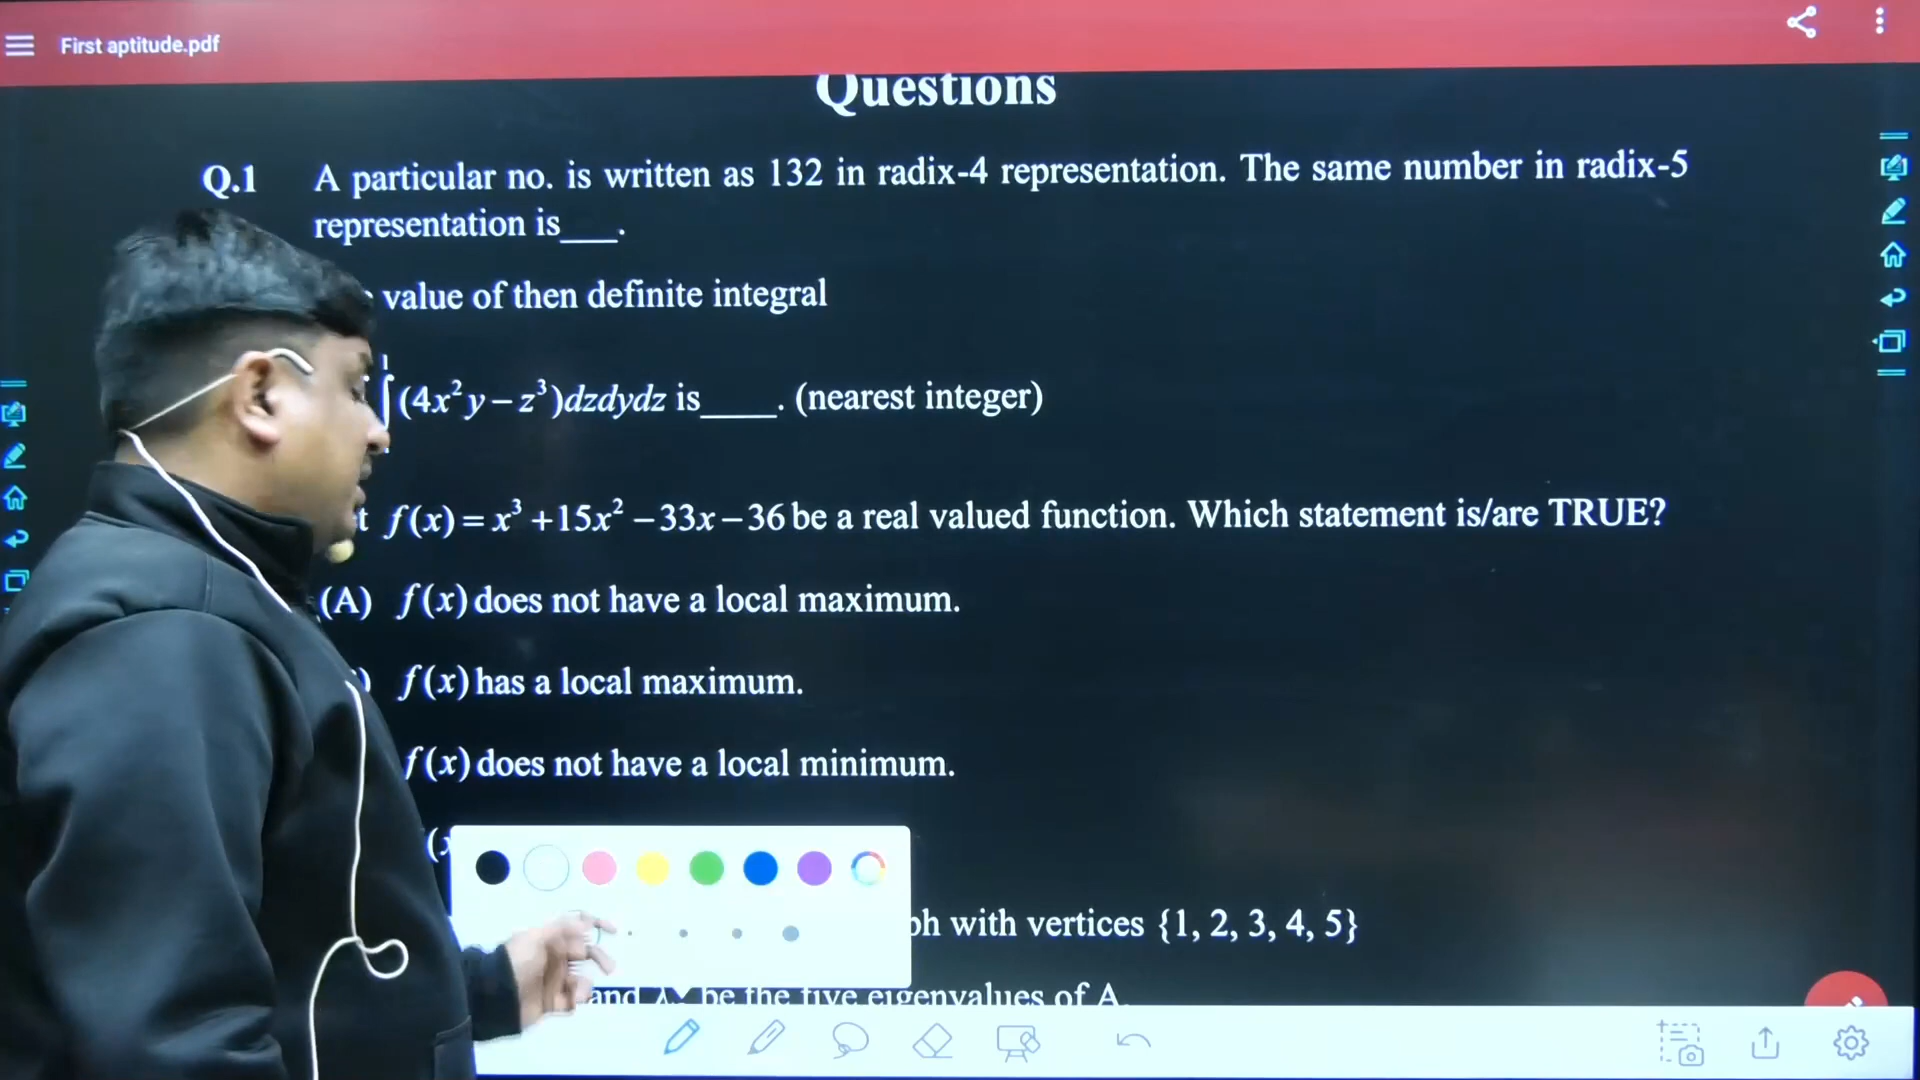 First aptitude.pdf
Questions
Q.1 A particular no. is written as 132 in radix-4 representation. The same number in radix-5
representation is___.
value of then definite integral
1
∫(4x²y – z³)dzdydz is____. (nearest integer)
f(x) = x³ +15x² –33x –36 be a real valued function. Which statement is/are TRUE?
(A) f(x) does not have a local maximum.
f(x) has a local maximum.
f(x) does not have a local minimum.
with vertices {1, 2, 3, 4, 5}
and be the five eigenvalues of A.